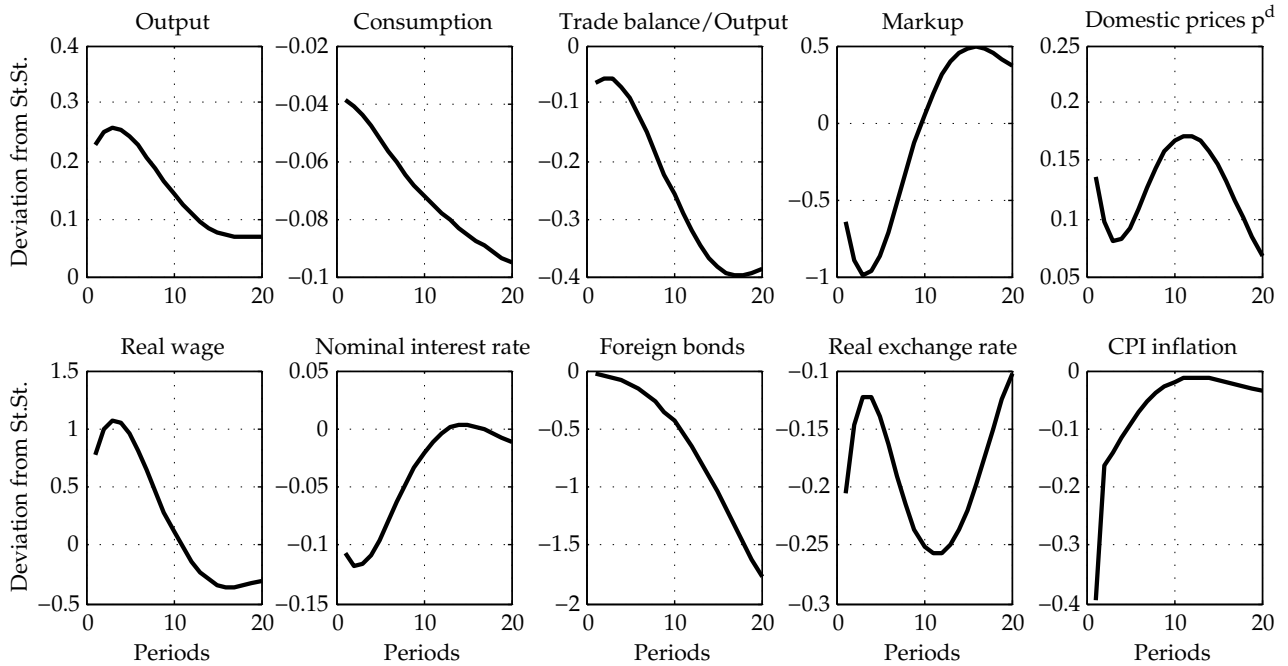 Output
Consumption
Trade balance/Output
Markup
Domestic prices p^d
Deviation from St.St.
0.4
0.3
0.2
0.1
0
0 10 20
−0.02
−0.04
−0.06
−0.08
−0.1
0 10 20
0
−0.1
−0.2
−0.3
−0.4
0 10 20
0.5
0
−0.5
−1
0 10 20
0.25
0.2
0.15
0.1
0.05
0 10 20
Real wage
Nominal interest rate
Foreign bonds
Real exchange rate
CPI inflation
Deviation from St.St.
1.5
1
0.5
0
−0.5
0 10 20
Periods
0.05
0
−0.05
−0.1
−0.15
0 10 20
Periods
0
−0.5
−1
−1.5
−2
0 10 20
Periods
−0.1
−0.15
−0.2
−0.25
−0.3
0 10 20
Periods
0
−0.1
−0.2
−0.3
−0.4
0 10 20
Periods